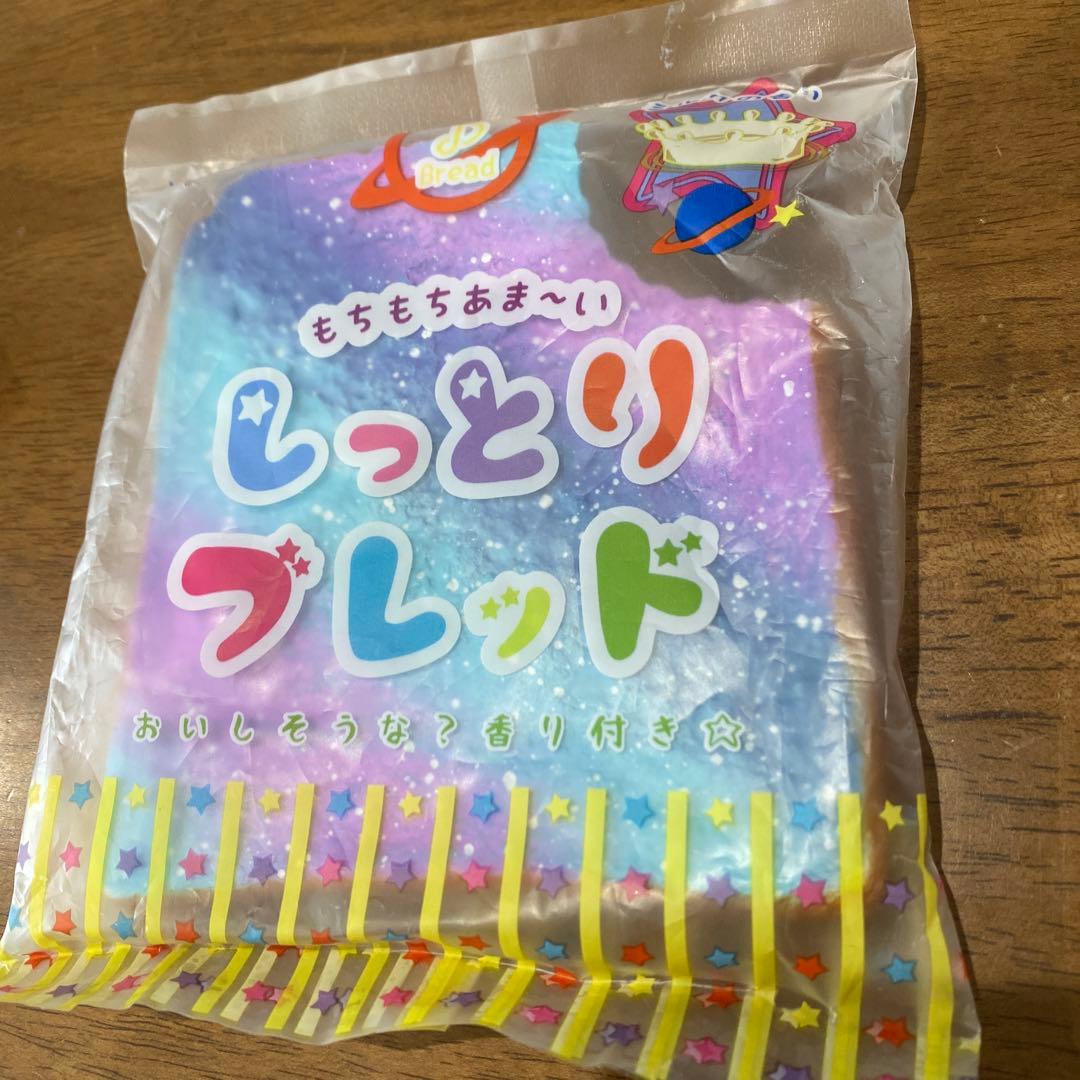 Bread
もちもちあま〜い
しっとり
ブレッド
おいしそうな？香り付き☆